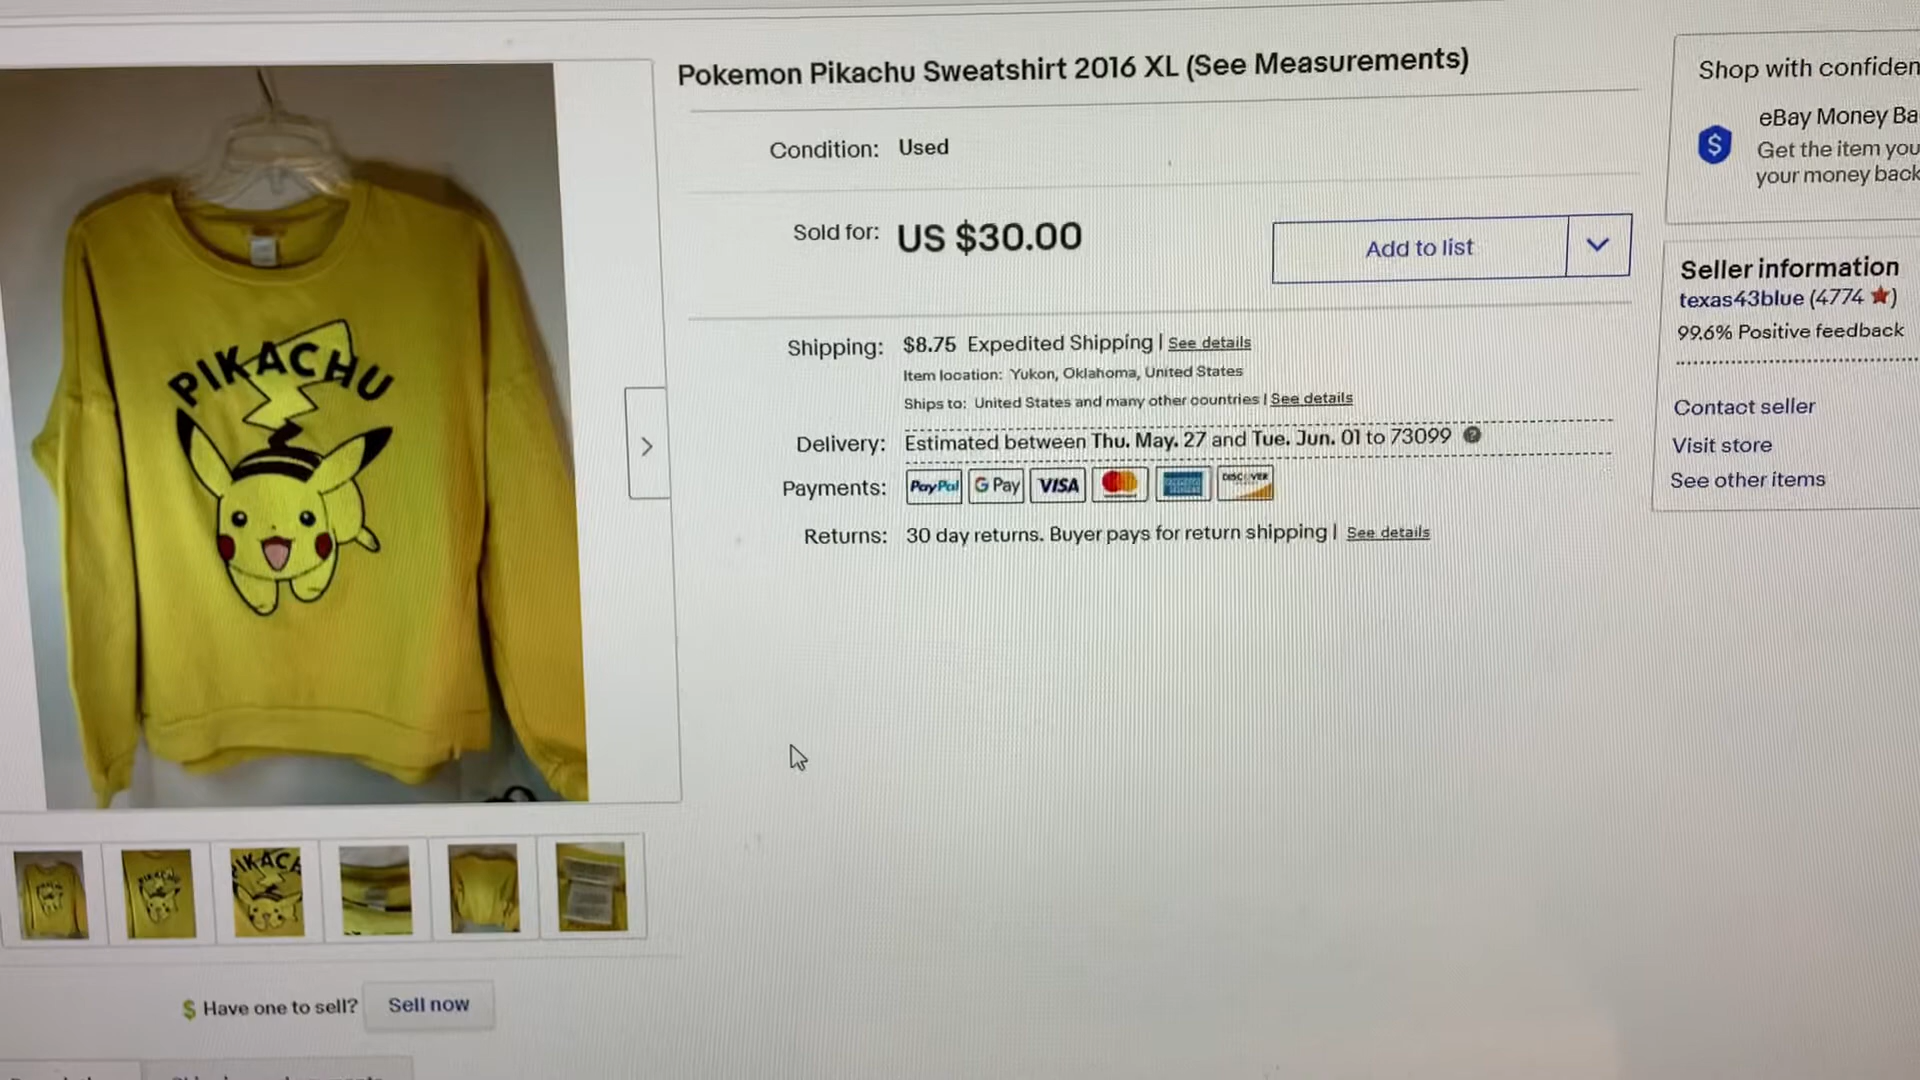 Pokemon Pikachu Sweatshirt 2016 XL (See Measurements)
Condition: Used
Sold for: US $30.00
Add to list
Shipping: $8.75 Expedited Shipping | See details
Item location: Yukon, Oklahoma, United States
Ships to: United States and many other countries | See details
Delivery: Estimated between Thu. May. 27 and Tue. Jun. 01 to 73099
Payments: PayPal G Pay VISA DISCOVER
Returns: 30 day returns. Buyer pays for return shipping | See details
Shop with confiden
eBay Money Ba
Get the item you
your money back
Seller information
texas43blue (4774)
99.6% Positive feedback
Contact seller
Visit store
See other items
PIKACHU
PIKACHU
IKACH
$ Have one to sell? Sell now